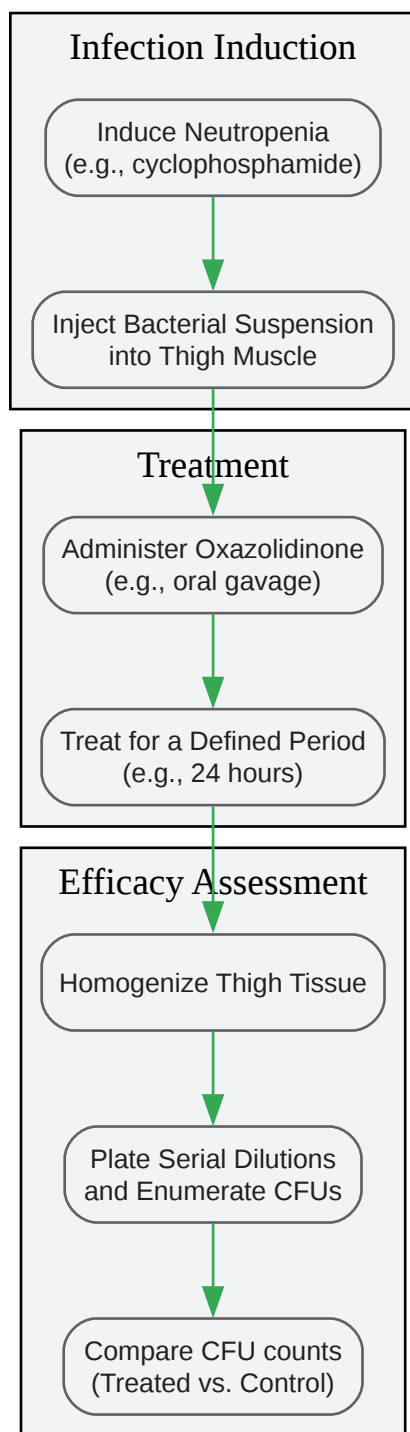 Infection Induction
Induce Neutropenia
(e.g., cyclophosphamide)
Inject Bacterial Suspension
into Thigh Muscle
Treatment
Administer Oxazolidinone
(e.g., oral gavage)
Treat for a Defined Period
(e.g., 24 hours)
Efficacy Assessment
Homogenize Thigh Tissue
Plate Serial Dilutions
and Enumerate CFUs
Compare CFU counts
(Treated vs. Control)